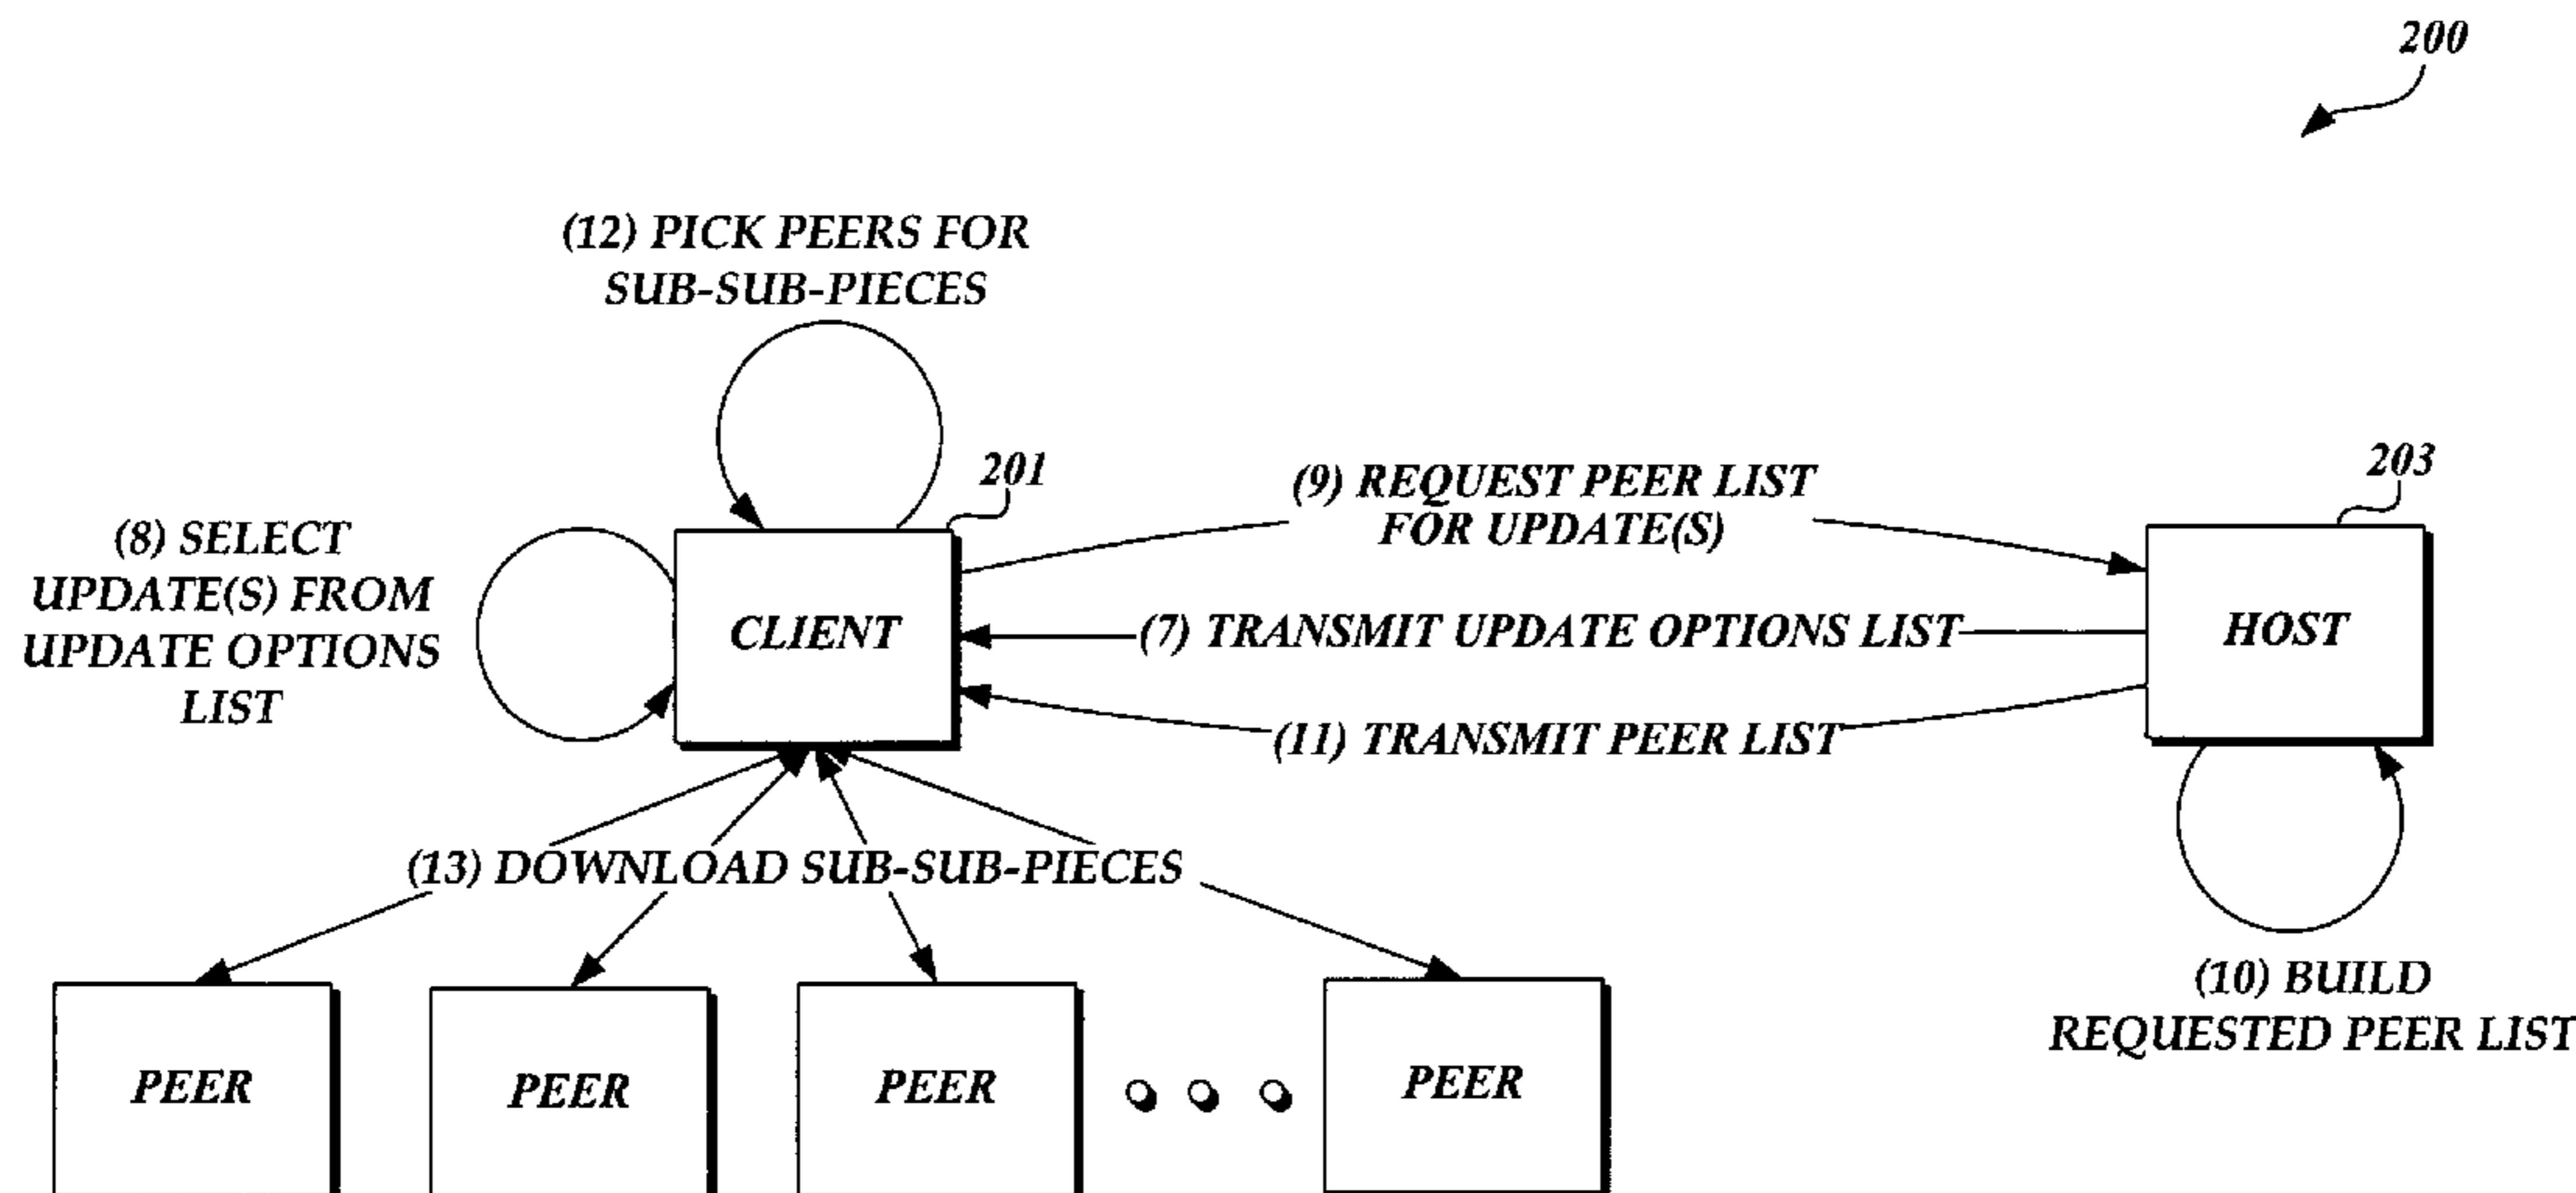 200
(12) PICK PEERS FOR
SUB-SUB-PIECES
201
203
(9) REQUEST PEER LIST
FOR UPDATE(S)
(8) SELECT
UPDATE(S) FROM
UPDATE OPTIONS
LIST
CLIENT
(7) TRANSMIT UPDATE OPTIONS LIST
HOST
(11) TRANSMIT PEER LIST
(13) DOWNLOAD SUB-SUB-PIECES
(10) BUILD
REQUESTED PEER LIST
PEER
PEER
PEER
PEER